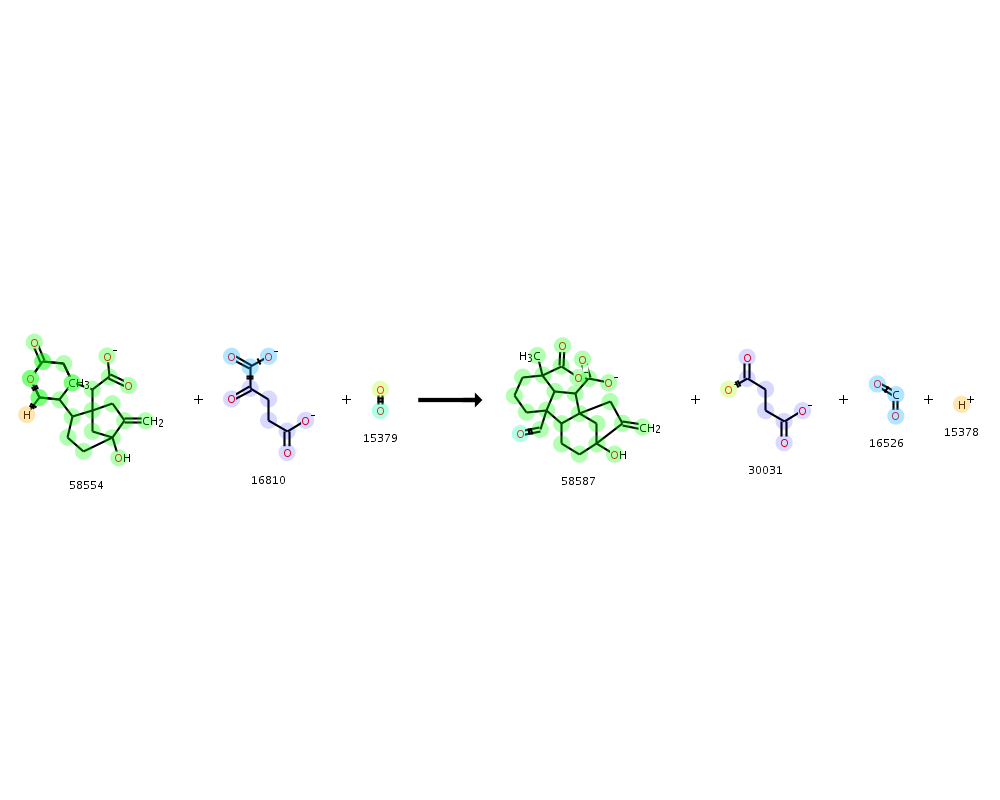 O
O
O
H
CH3
O-
O
CH2
OH
58554
+
O
O-
O
O-
O
16810
+
O
O
15379
H3C
O
O-
O
O-
O
CH2
OH
58587
+
O
O
O-
O
30031
+
O
C
O
16526
+
H+
15378